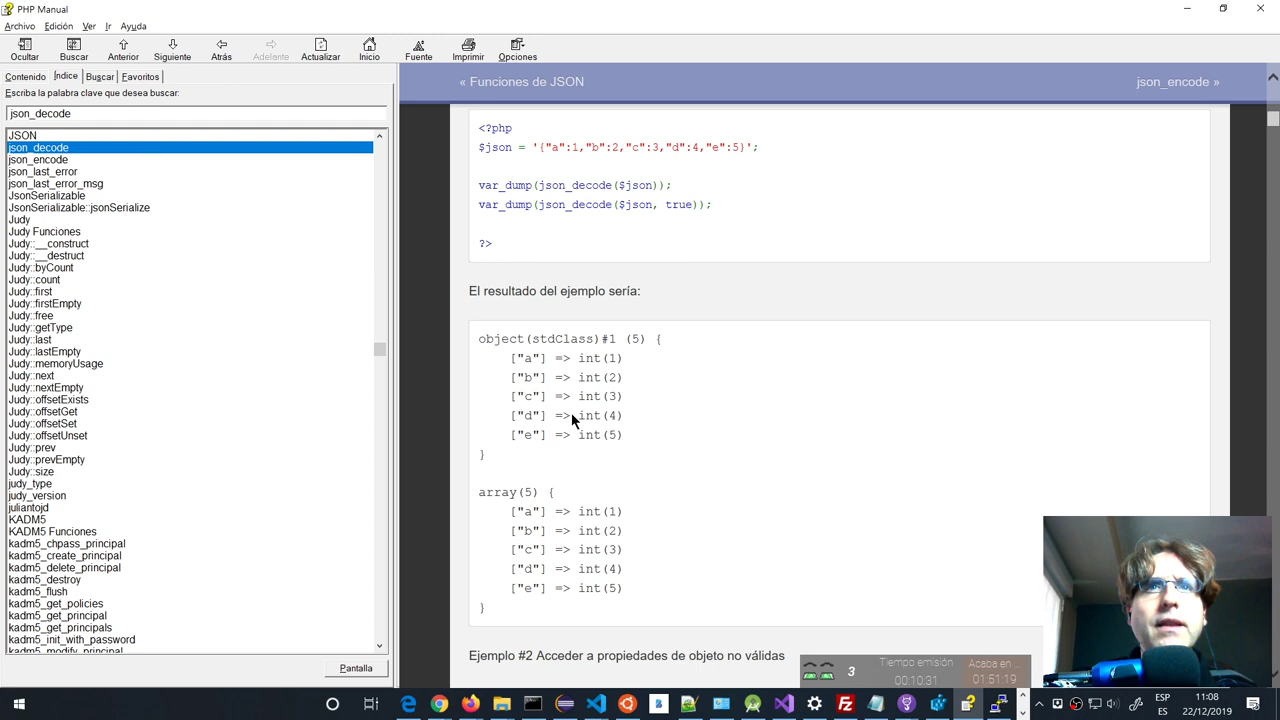 PHP Manual
Archivo Edición Ver Ir Ayuda
Ocultar Buscar Anterior Siguiente Atrás Adelante Actualizar Inicio Fuente Imprimir Opciones
Contenido Índice Buscar Favoritos
Escriba la palabra clave que desea buscar:
json_decode
JSON
json_decode
json_encode
json_last_error
json_last_error_msg
JsonSerializable
JsonSerializable::jsonSerialize
Judy
Judy Funciones
Judy::__construct
Judy::__destruct
Judy::byCount
Judy::count
Judy::first
Judy::firstEmpty
Judy::free
Judy::getType
Judy::last
Judy::lastEmpty
Judy::memoryUsage
Judy::next
Judy::nextEmpty
Judy::offsetExists
Judy::offsetGet
Judy::offsetSet
Judy::offsetUnset
Judy::prev
Judy::prevEmpty
Judy::size
judy_type
judy_version
juliantojd
KADM5
KADM5 Funciones
kadm5_chpass_principal
kadm5_create_principal
kadm5_delete_principal
kadm5_destroy
kadm5_flush
kadm5_get_policies
kadm5_get_principal
kadm5_get_principals
kadm5_init_with_password
kadm5_modify_principal
Pantalla
« Funciones de JSON json_encode »
<?php
$json = '{"a":1,"b":2,"c":3,"d":4,"e":5}';
var_dump(json_decode($json));
var_dump(json_decode($json, true));
?>
El resultado del ejemplo sería:
object(stdClass)#1 (5) {
["a"] => int(1)
["b"] => int(2)
["c"] => int(3)
["d"] => int(4)
["e"] => int(5)
}
array(5) {
["a"] => int(1)
["b"] => int(2)
["c"] => int(3)
["d"] => int(4)
["e"] => int(5)
}
Ejemplo #2 Acceder a propiedades de objeto no válidas
3 Tiempo emisión Acaba en ...
00:10:31 01:51:19
ESP 11:08
ES 22/12/2019